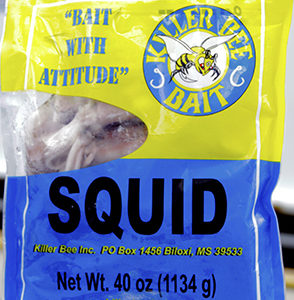 "BAIT
WITH
ATTITUDE"
KILLER BEE
BAIT
SQUID
Killer Bee Inc. PO Box 1456 Biloxi, MS 39533
Net Wt. 40 oz (1134 g)